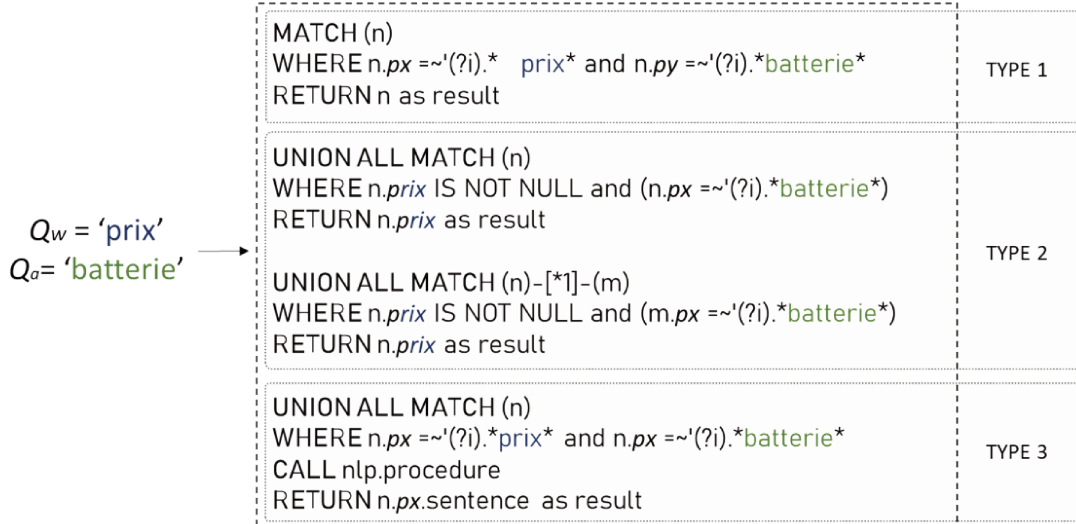 MATCH (n)
WHERE n.px =~'(?i).* prix* and n.py =~'(?i).*batterie*
RETURN n as result
TYPE 1
UNION ALL MATCH (n)
WHERE n.prix IS NOT NULL and (n.px =~'(?i).*batterie*)
RETURN n.prix as result
UNION ALL MATCH (n)-[*1]-(m)
WHERE n.prix IS NOT NULL and (m.px =~'(?i).*batterie*)
RETURN n.prix as result
TYPE 2
Qw = ‘prix’
Qa= ‘batterie’
UNION ALL MATCH (n)
WHERE n.px =~'(?i).*prix* and n.px =~'(?i).*batterie*
CALL nlp.procedure
RETURN n.px.sentence as result
TYPE 3